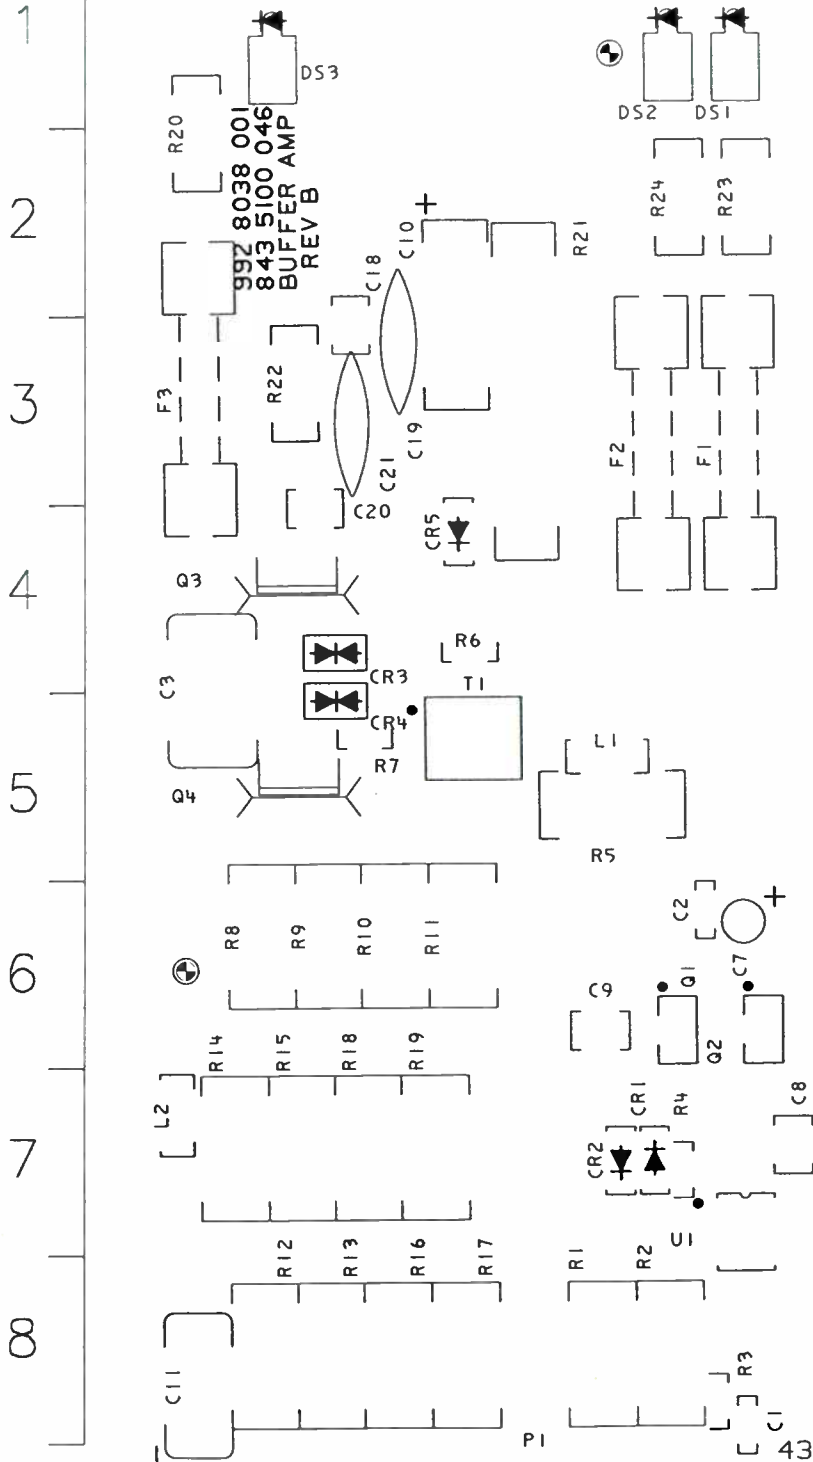 1
DS3
DS2 DS1
R20
992 8038 001
843 5100 046
BUFFER AMP
REV B
2
+
C10
R21
R24
R23
C18
3
F3
R22
C19
C21
F2
F1
C20
CR5
4
Q3
R6
CR3
T1
C3
CR4
L1
R7
5
Q4
R5
C2
+
R8
R9
R10
R11
6
C7
Q1
C9
Q2
R14
R15
R18
R19
L2
CR1
R4
C8
7
CR2
U1
R12
R13
R16
R17
R1
R2
8
C11
R3
C1
P1
43